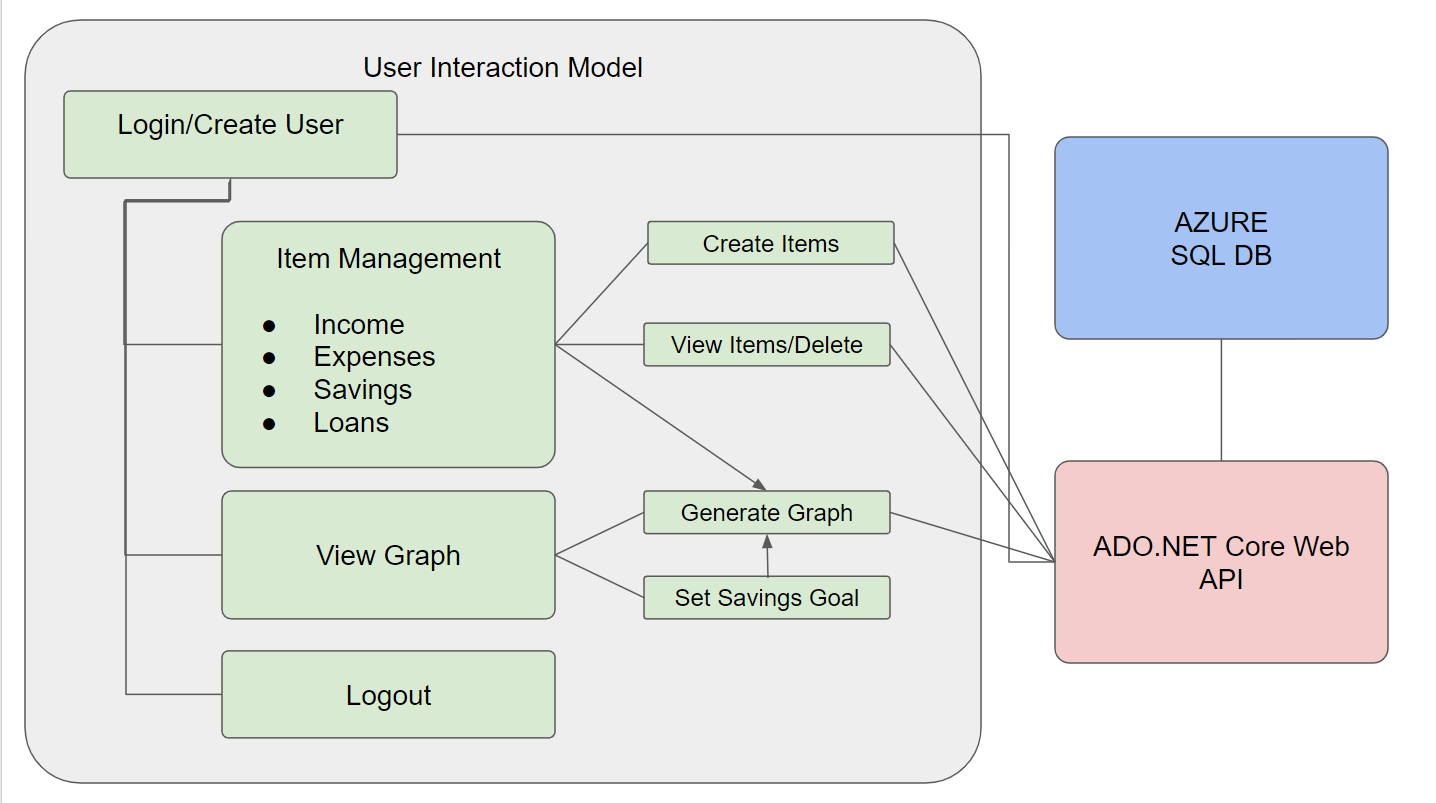 User Interaction Model
Login/Create User
Item Management
● Income
● Expenses
● Savings
● Loans
Create Items
View Items/Delete
View Graph
Generate Graph
Set Savings Goal
Logout
AZURE
SQL DB
ADO.NET Core Web
API